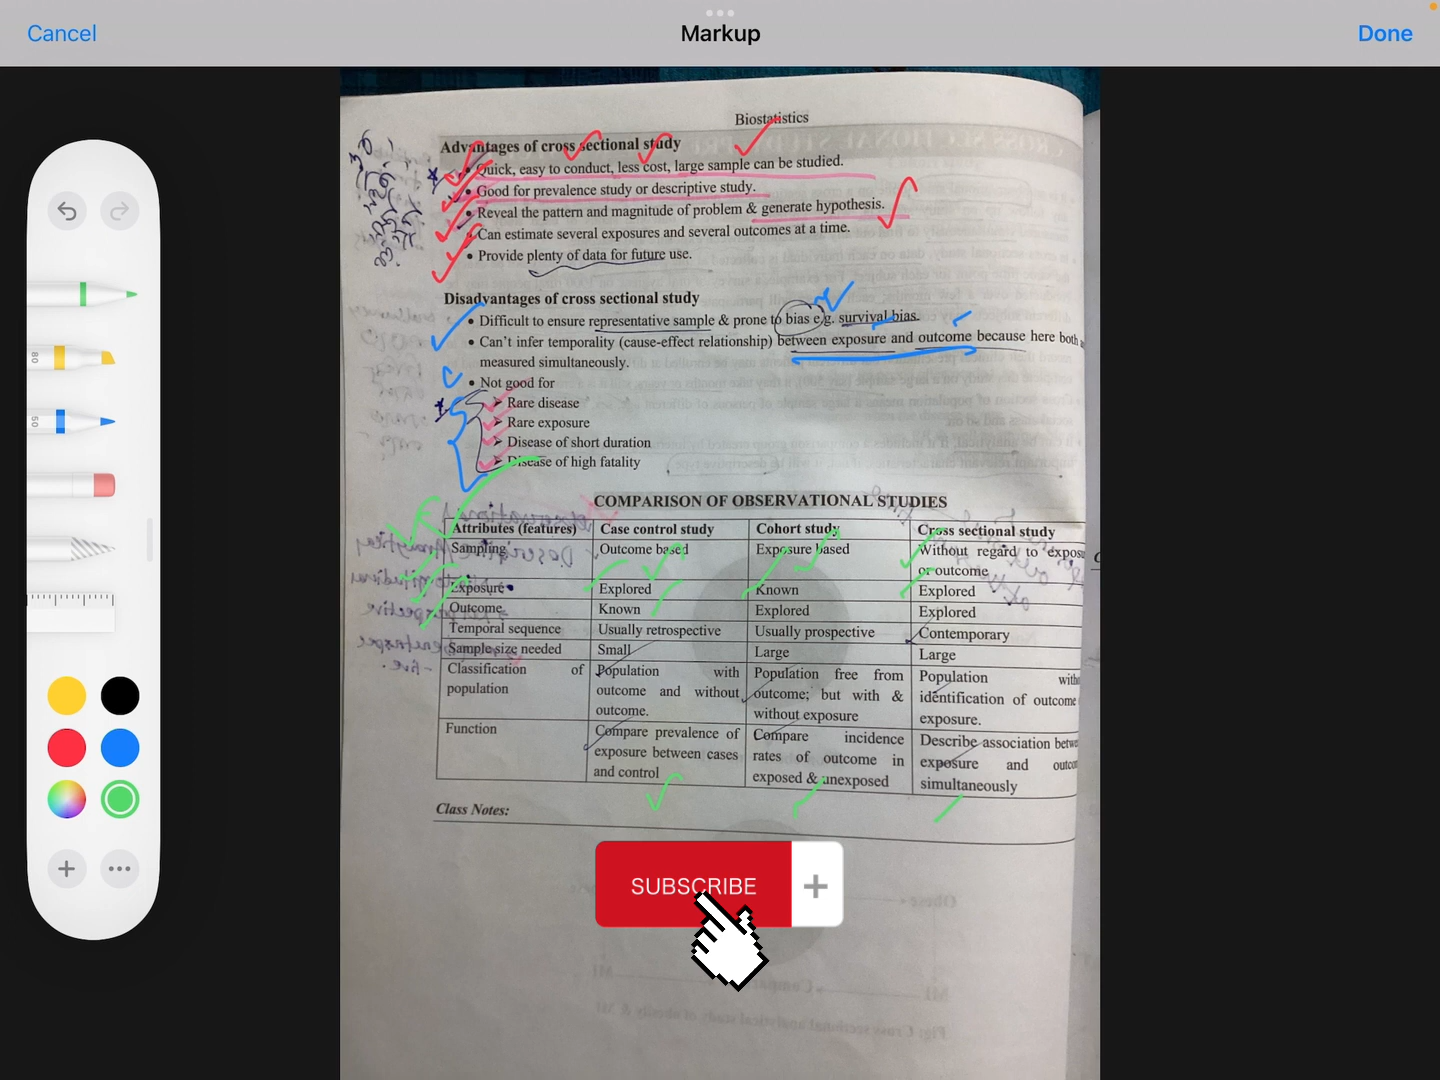 Cancel
Markup
Done
Biostatistics
Advantages of cross sectional study
• Quick, easy to conduct, less cost, large sample can be studied.
• Good for prevalence study or descriptive study.
• Reveal the pattern and magnitude of problem & generate hypothesis.
• Can estimate several exposures and several outcomes at a time.
• Provide plenty of data for future use.
Disadvantages of cross sectional study
• Difficult to ensure representative sample & prone to bias e.g. survival bias.
• Can't infer temporality (cause-effect relationship) between exposure and outcome because here both
measured simultaneously.
• Not good for
➢ Rare disease
➢ Rare exposure
➢ Disease of short duration
➢ Disease of high fatality
COMPARISON OF OBSERVATIONAL STUDIES
Attributes (features) Case control study Cohort study Cross sectional study
Sampling Outcome based Exposure based Without regard to expos
or outcome
Exposure Explored Known Explored
Outcome Known Explored Explored
Temporal sequence Usually retrospective Usually prospective Contemporary
Sample size needed Small Large Large
Classification of Population with Population free from Population with
population outcome and without outcome; but with & identification of outcome
outcome. without exposure exposure.
Function Compare prevalence of Compare incidence Describe association betw
exposure between cases rates of outcome in exposure and outco
and control exposed & unexposed simultaneously
Class Notes:
SUBSCRIBE +
80
50